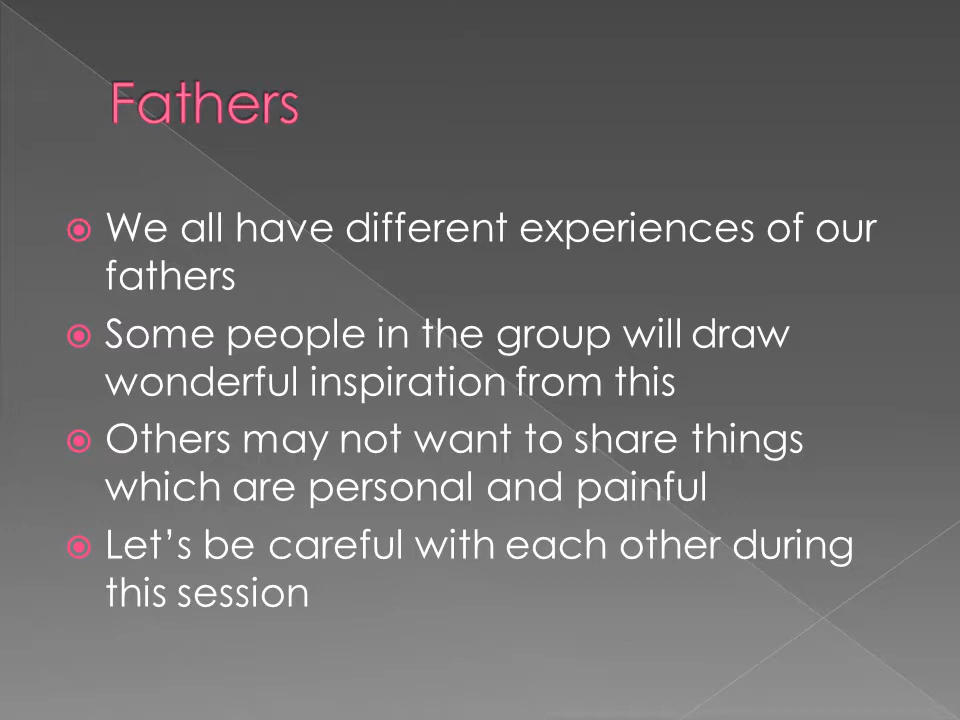 Fathers
We all have different experiences of our
fathers
Some people in the group will draw
wonderful inspiration from this
Others may not want to share things
which are personal and painful
Let’s be careful with each other during
this session